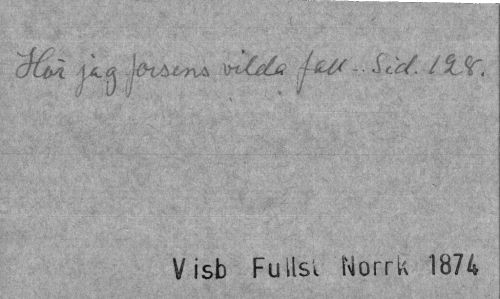 Hör jag forsens vilda fall... Sid. 128.
Visb Fullst Norrk 1874